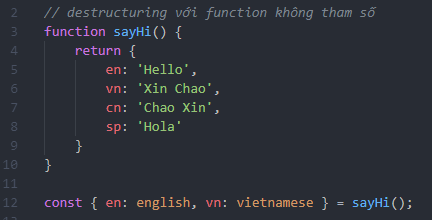 2 // destructuring với function không tham số
3 function sayHi() {
4 return {
5 en: 'Hello',
6 vn: 'Xin Chao',
7 cn: 'Chao Xin',
8 sp: 'Hola'
9 }
10 }
11
12 const { en: english, vn: vietnamese } = sayHi();